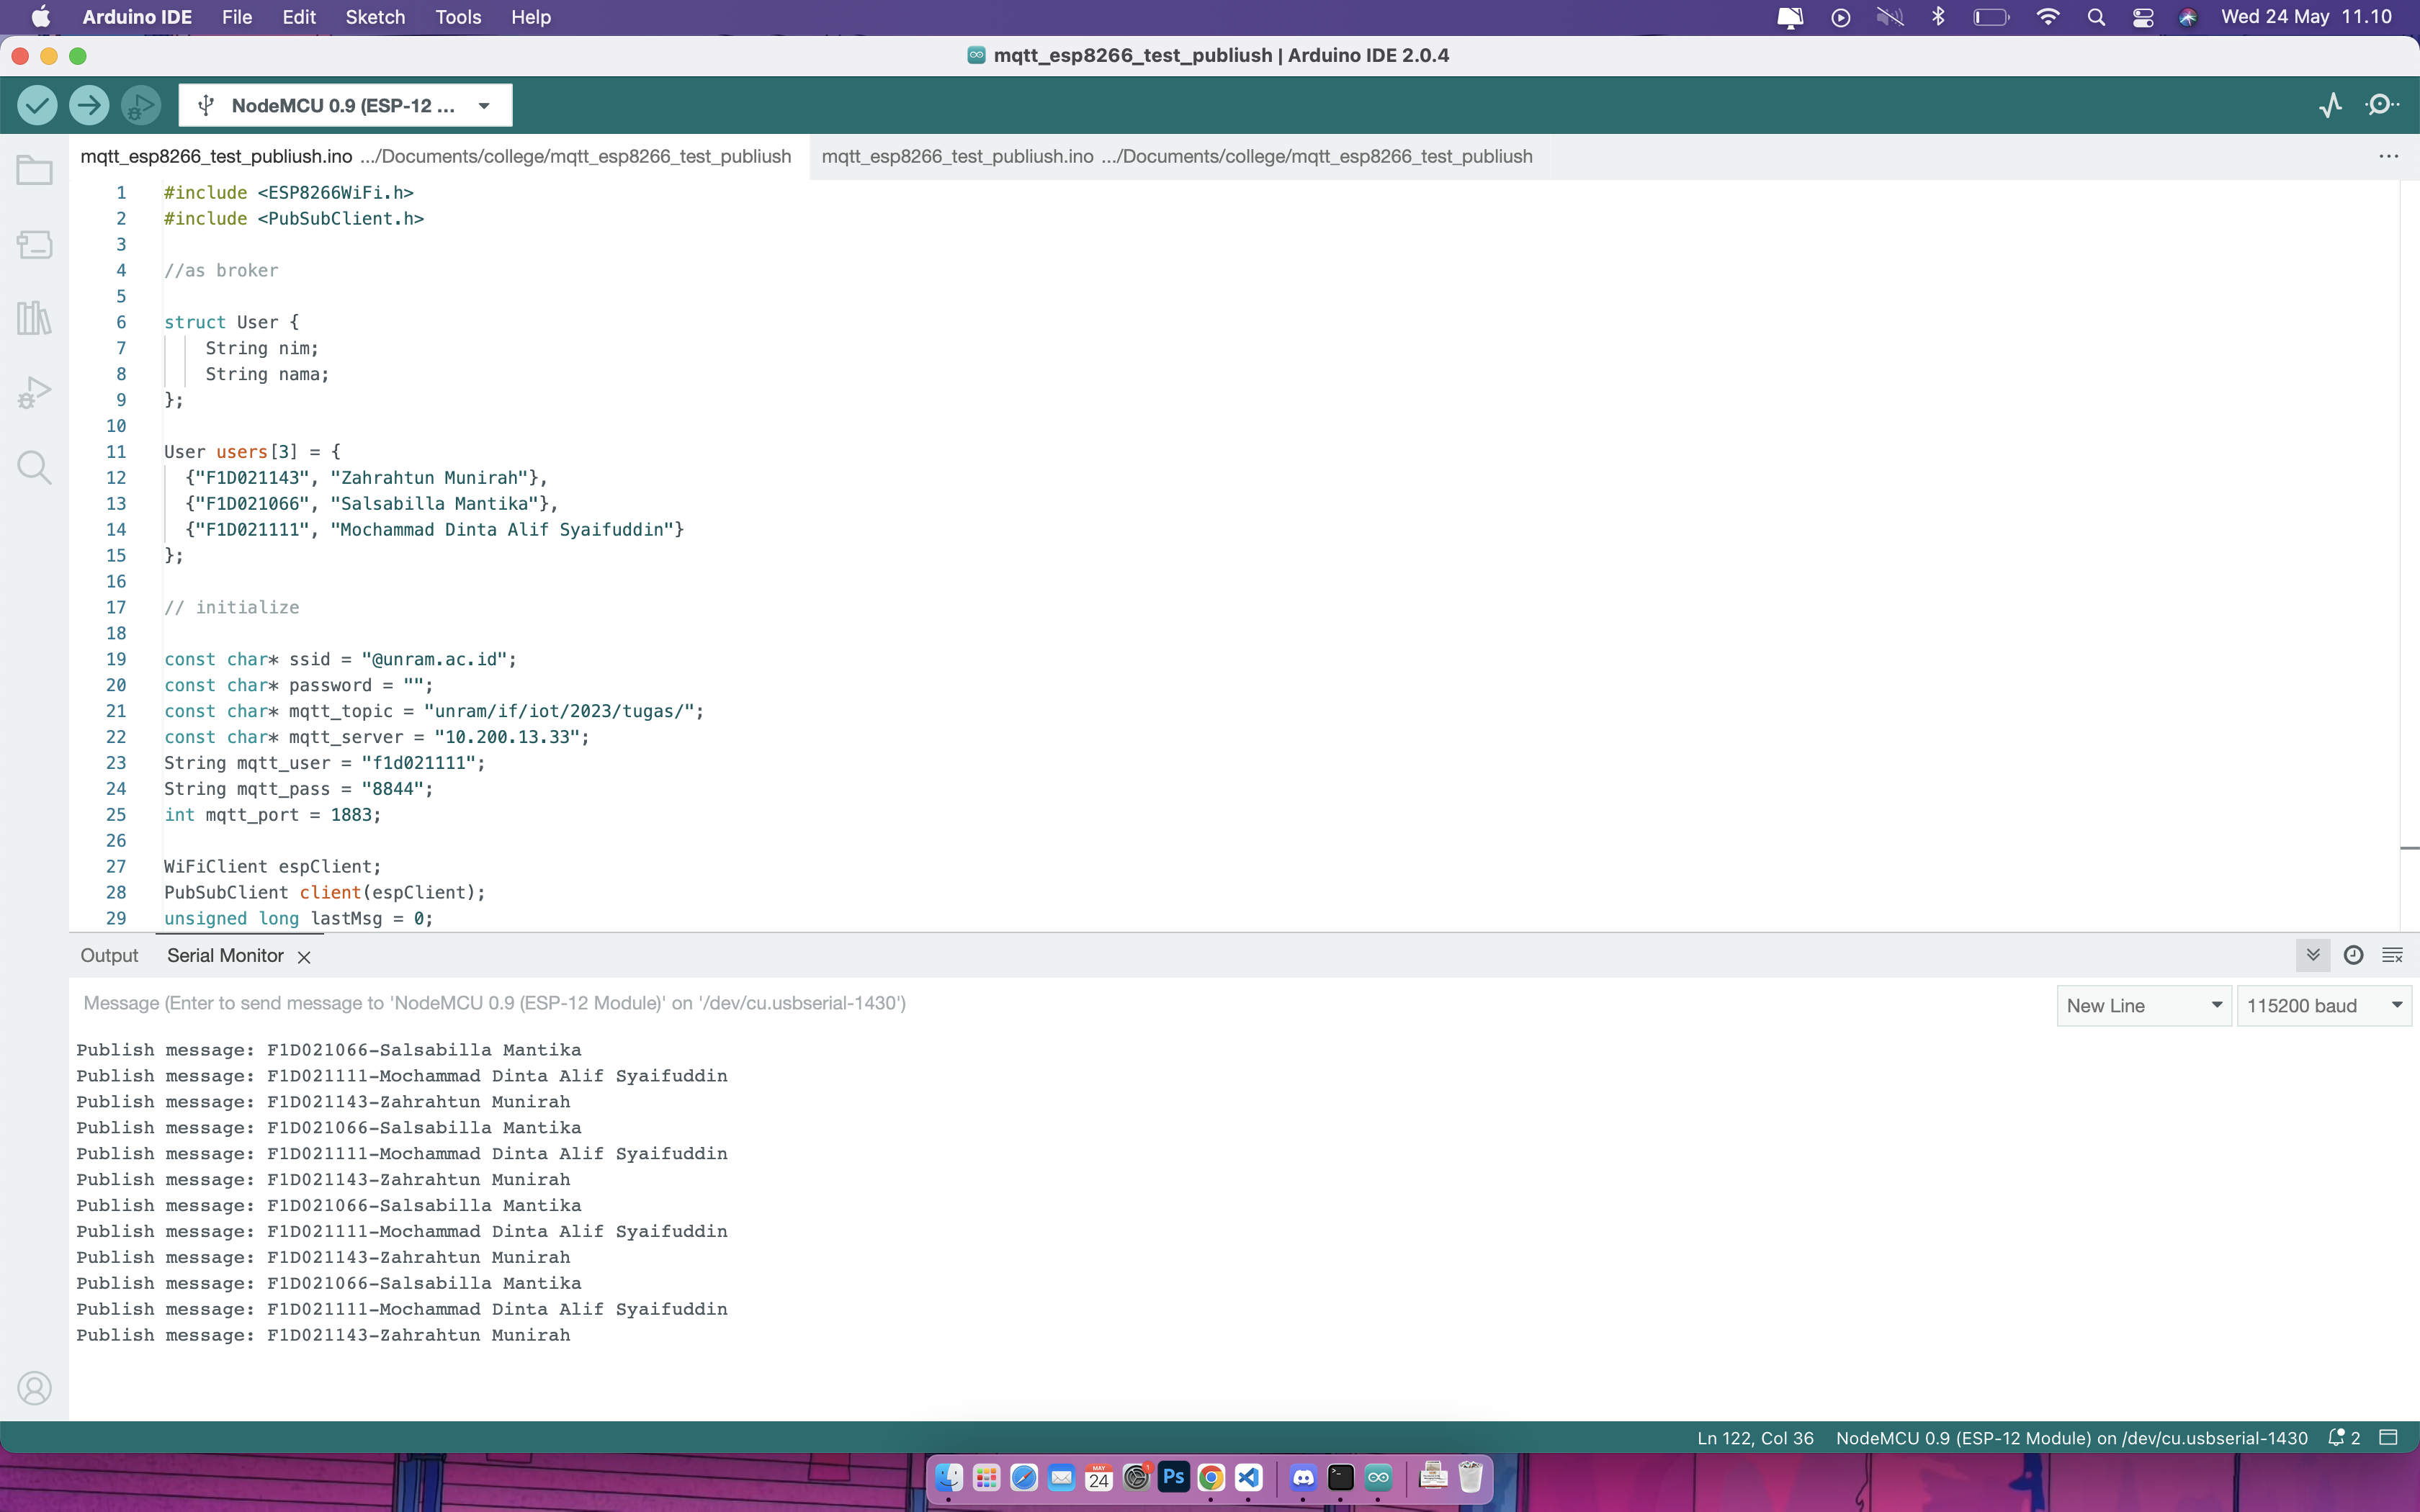 Arduino IDE File Edit Sketch Tools Help Wed 24 May 11.10
mqtt_esp8266_test_publiush | Arduino IDE 2.0.4
NodeMCU 0.9 (ESP-12 ...
mqtt_esp8266_test_publiush.ino .../Documents/college/mqtt_esp8266_test_publiush mqtt_esp8266_test_publiush.ino .../Documents/college/mqtt_esp8266_test_publiush ...
1 #include <ESP8266WiFi.h>
2 #include <PubSubClient.h>
3
4 //as broker
5
6 struct User {
7 String nim;
8 String nama;
9 };
10
11 User users[3] = {
12 {"F1D021143", "Zahrahtun Munirah"},
13 {"F1D021066", "Salsabilla Mantika"},
14 {"F1D021111", "Mochammad Dinta Alif Syaifuddin"}
15 };
16
17 // initialize
18
19 const char* ssid = "@unram.ac.id";
20 const char* password = "";
21 const char* mqtt_topic = "unram/if/iot/2023/tugas/";
22 const char* mqtt_server = "10.200.13.33";
23 String mqtt_user = "f1d021111";
24 String mqtt_pass = "8844";
25 int mqtt_port = 1883;
26
27 WiFiClient espClient;
28 PubSubClient client(espClient);
29 unsigned long lastMsg = 0;
Output Serial Monitor
Message (Enter to send message to 'NodeMCU 0.9 (ESP-12 Module)' on '/dev/cu.usbserial-1430') New Line 115200 baud
Publish message: F1D021066-Salsabilla Mantika
Publish message: F1D021111-Mochammad Dinta Alif Syaifuddin
Publish message: F1D021143-Zahrahtun Munirah
Publish message: F1D021066-Salsabilla Mantika
Publish message: F1D021111-Mochammad Dinta Alif Syaifuddin
Publish message: F1D021143-Zahrahtun Munirah
Publish message: F1D021066-Salsabilla Mantika
Publish message: F1D021111-Mochammad Dinta Alif Syaifuddin
Publish message: F1D021143-Zahrahtun Munirah
Publish message: F1D021066-Salsabilla Mantika
Publish message: F1D021111-Mochammad Dinta Alif Syaifuddin
Publish message: F1D021143-Zahrahtun Munirah
Ln 122, Col 36 NodeMCU 0.9 (ESP-12 Module) on /dev/cu.usbserial-1430 2
MAY
24
1
Ps